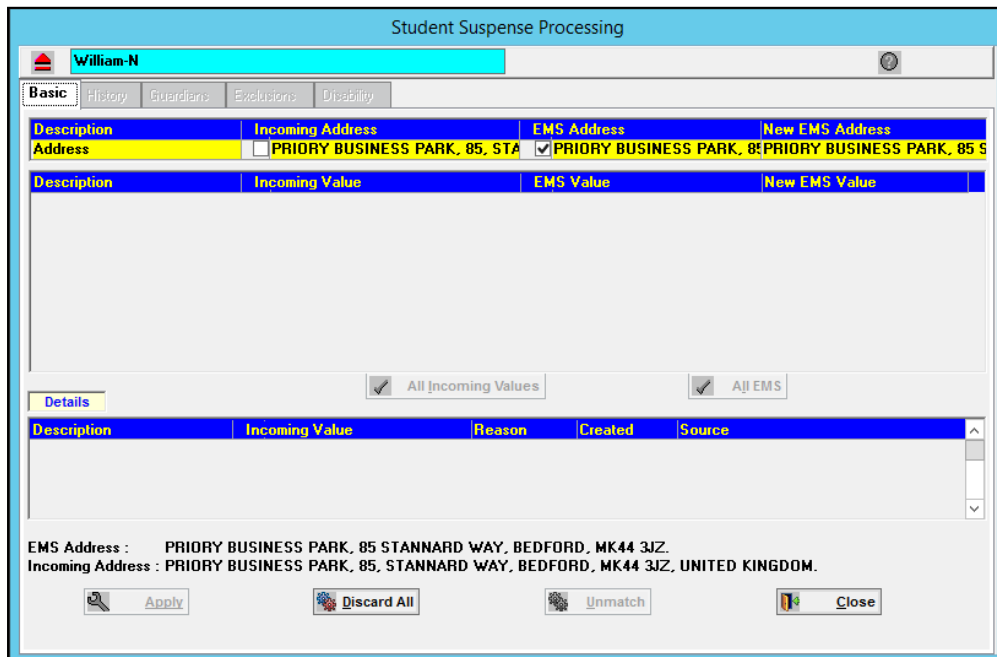 Student Suspense Processing
William-N
Basic History Guardians Exclusions Disability
Description Incoming Address EMS Address New EMS Address
Address PRIORY BUSINESS PARK, 85, STA PRIORY BUSINESS PARK, 85 PRIORY BUSINESS PARK, 85 S
Description Incoming Value EMS Value New EMS Value
All Incoming Values All EMS
Details
Description Incoming Value Reason Created Source
EMS Address : PRIORY BUSINESS PARK, 85 STANNARD WAY, BEDFORD, MK44 3JZ.
Incoming Address : PRIORY BUSINESS PARK, 85, STANNARD WAY, BEDFORD, MK44 3JZ, UNITED KINGDOM.
Apply Discard All Unmatch Close